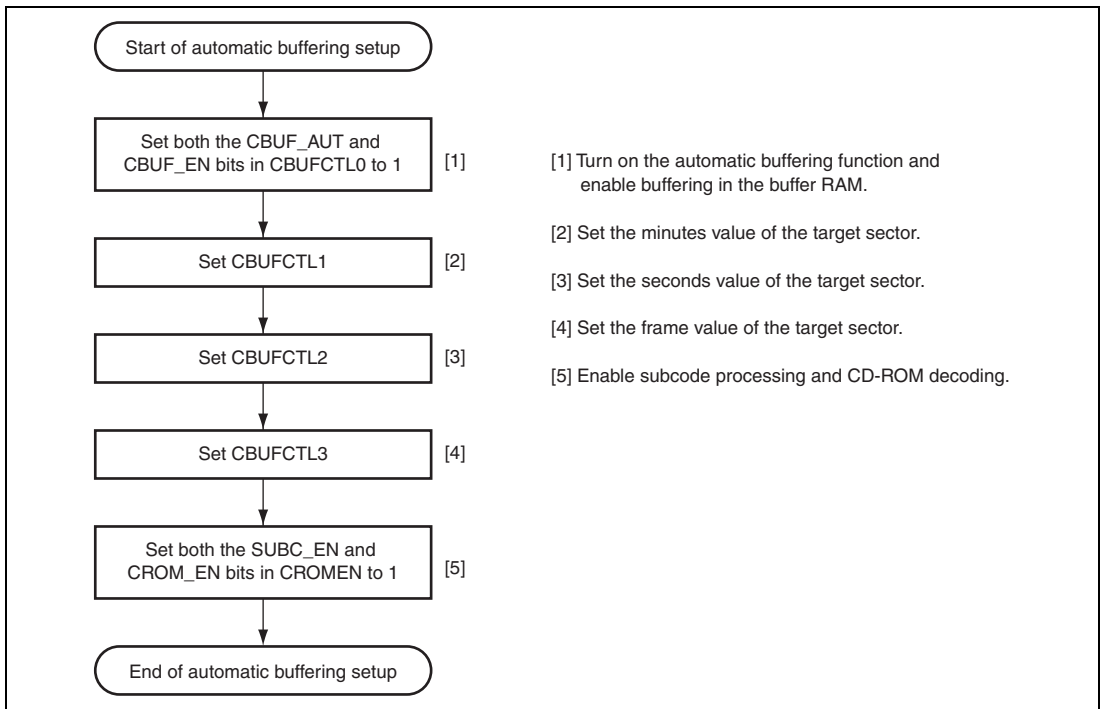 Start of automatic buffering setup
Set both the CBUF_AUT and
CBUF_EN bits in CBUFCTL0 to 1
[1]
Set CBUFCTL1
[2]
Set CBUFCTL2
[3]
Set CBUFCTL3
[4]
Set both the SUBC_EN and
CROM_EN bits in CROMEN to 1
[5]
End of automatic buffering setup
[1] Turn on the automatic buffering function and
enable buffering in the buffer RAM.
[2] Set the minutes value of the target sector.
[3] Set the seconds value of the target sector.
[4] Set the frame value of the target sector.
[5] Enable subcode processing and CD-ROM decoding.